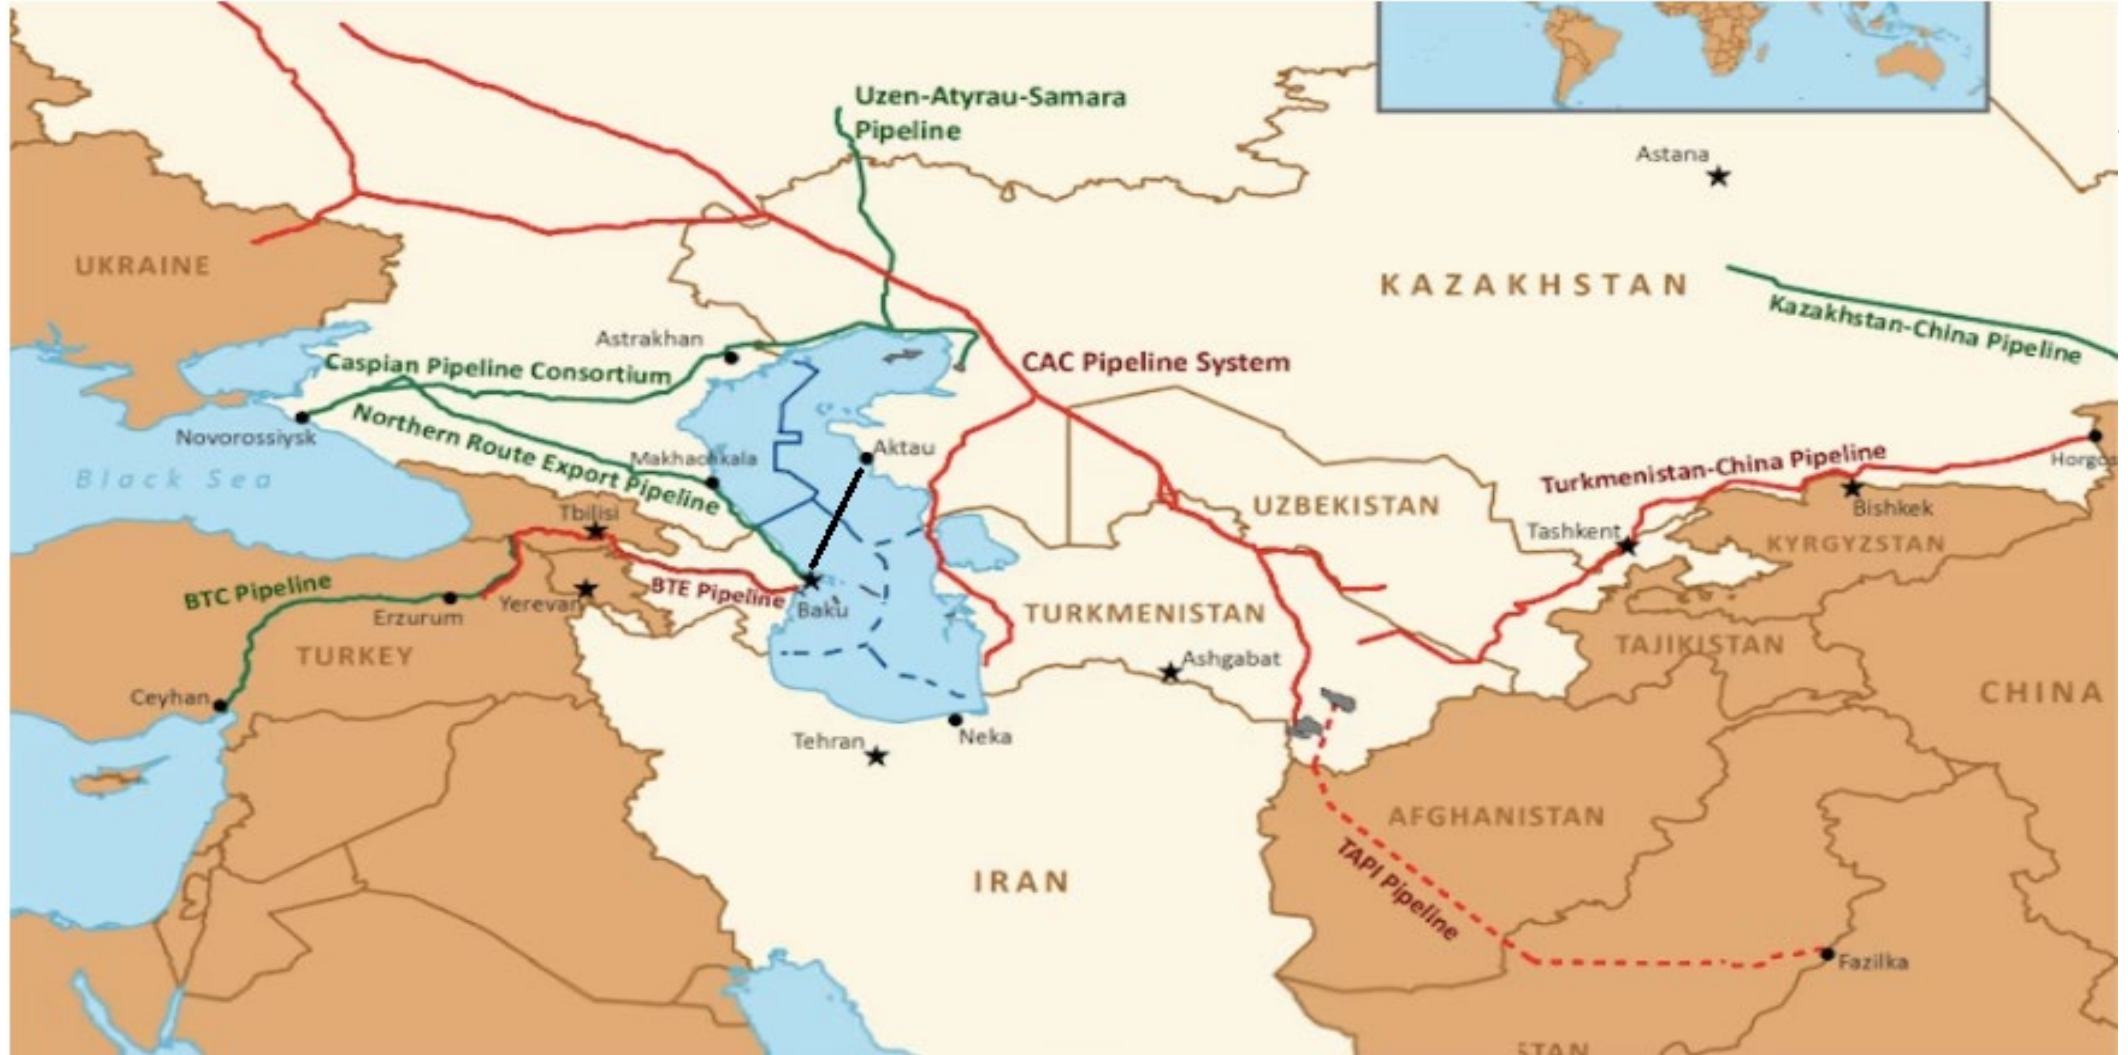 Uzen-Atyrau-Samara
Pipeline
Astana
UKRAINE
KAZAKHSTAN
Kazakhstan-China Pipeline
Astrakhan
Caspian Pipeline Consortium
CAC Pipeline System
Novorossiysk
Northern Route Export Pipeline
Makhachkala
Aktau
Black Sea
Turkmenistan-China Pipeline
UZBEKISTAN
Tbilisi
Tashkent
Bishkek
KYRGYZSTAN
BTC Pipeline
Erzurum
Yerevan
BTE Pipeline
Baku
TURKMENISTAN
TURKEY
Ashgabat
TAJIKISTAN
Ceyhan
CHINA
Tehran
Neka
AFGHANISTAN
TAPI Pipeline
IRAN
Fazilka